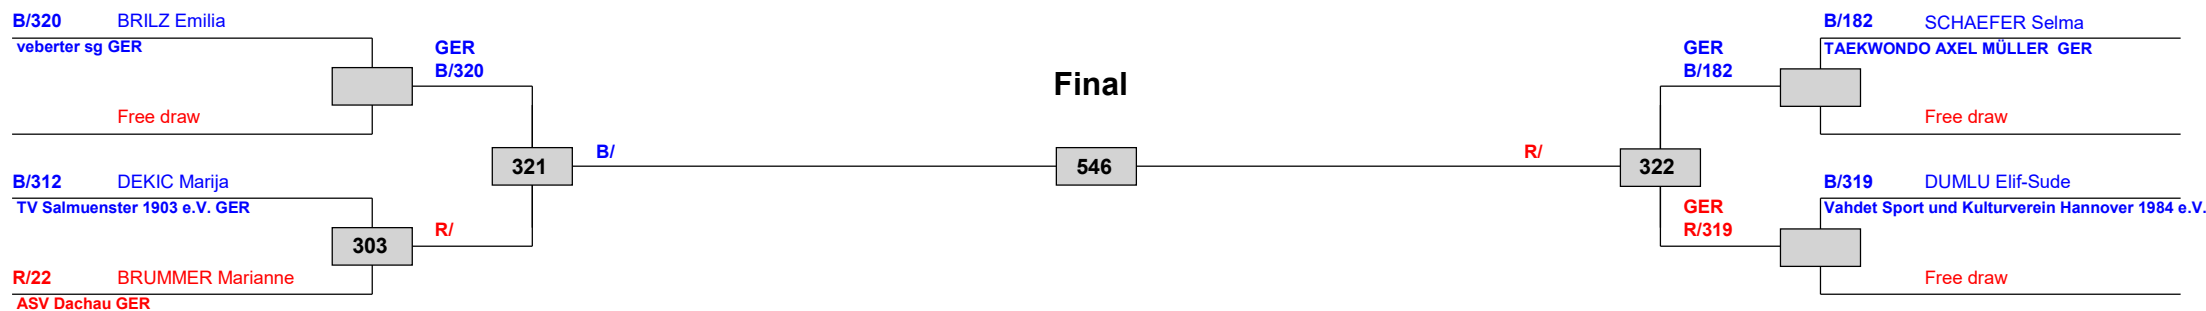 B/320 BRILZ Emilia
veberter sg GER
Free draw
B/312 DEKIC Marija
TV Salmuenster 1903 e.V. GER
R/22 BRUMMER Marianne
ASV Dachau GER
303
GER
B/320
R/
321
B/
Final
546
R/
322
GER
B/182
GER
R/319
B/182 SCHAEFER Selma
TAEKWONDO AXEL MÜLLER GER
Free draw
B/319 DUMLU Elif-Sude
Vahdet Sport und Kulturverein Hannover 1984 e.V.
Free draw